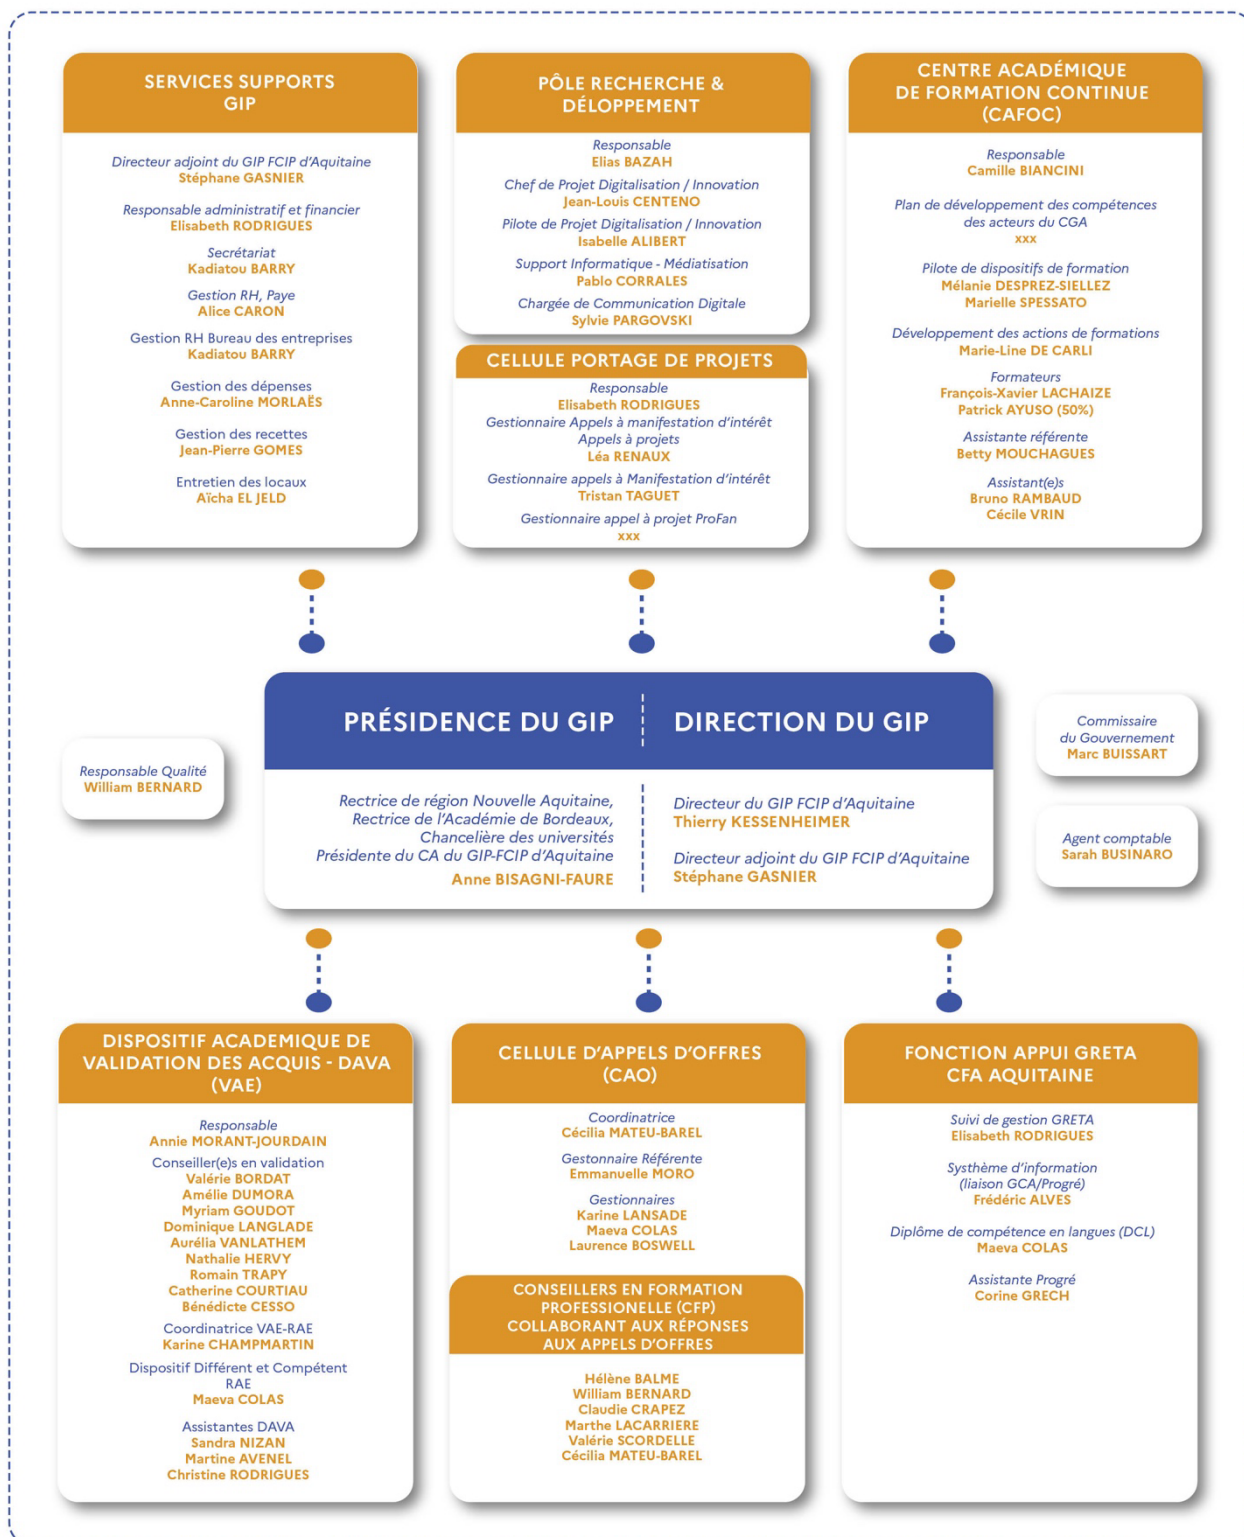 SERVICES SUPPORTS
GIP
Directeur adjoint du GIP FCIP d'Aquitaine
Stéphane GASNIER
Responsable administratif et financier
Elisabeth RODRIGUES
Secrétariat
Kadiatou BARRY
Gestion RH, Paye
Alice CARON
Gestion RH Bureau des entreprises
Kadiatou BARRY
Gestion des dépenses
Anne-Caroline MORLAËS
Gestion des recettes
Jean-Pierre GOMES
Entretien des locaux
Aïcha EL JELD
PÔLE RECHERCHE &
DÉLOPPEMENT
Responsable
Elias BAZAH
Chef de Projet Digitalisation / Innovation
Jean-Louis CENTENO
Pilote de Projet Digitalisation / Innovation
Isabelle ALIBERT
Support Informatique - Médiatisation
Pablo CORRALES
Chargée de Communication Digitale
Sylvie PARGOVSKI
CELLULE PORTAGE DE PROJETS
Responsable
Elisabeth RODRIGUES
Gestionnaire Appels à manifestation d'intérêt
Appels à projets
Léa RENAUX
Gestionnaire appels à Manifestation d'intérêt
Tristan TAGUET
Gestionnaire appel à projet ProFan
xxx
CENTRE ACADÉMIQUE
DE FORMATION CONTINUE
(CAFOC)
Responsable
Camille BIANCINI
Plan de développement des compétences
des acteurs du CGA
xxx
Pilote de dispositifs de formation
Mélanie DESPREZ-SIELLEZ
Marielle SPESSATO
Développement des actions de formations
Marie-Line DE CARLI
Formateurs
François-Xavier LACHAIZE
Patrick AYUSO (50%)
Assistante référente
Betty MOUCHAGUES
Assistant(e)s
Bruno RAMBAUD
Cécile VRIN
Responsable Qualité
William BERNARD
PRÉSIDENCE DU GIP
Rectrice de région Nouvelle Aquitaine,
Rectrice de l'Académie de Bordeaux,
Chancelière des universités
Présidente du CA du GIP-FCIP d'Aquitaine
Anne BISAGNI-FAURE
DIRECTION DU GIP
Directeur du GIP FCIP d'Aquitaine
Thierry KESSENHEIMER
Directeur adjoint du GIP FCIP d'Aquitaine
Stéphane GASNIER
Commissaire
du Gouvernement
Marc BUISSART
Agent comptable
Sarah BUSINARO
DISPOSITIF ACADEMIQUE DE
VALIDATION DES ACQUIS - DAVA
(VAE)
Responsable
Annie MORANT-JOURDAIN
Conseiller(e)s en validation
Valérie BORDAT
Amélie DUMORA
Myriam GOUDOT
Dominique LANGLADE
Aurélia VANLATHEM
Nathalie HERVY
Romain TRAPY
Catherine COURTIAU
Bénédicte CESSO
Coordinatrice VAE-RAE
Karine CHAMPMARTIN
Dispositif Différent et Compétent
RAE
Maeva COLAS
Assistantes DAVA
Sandra NIZAN
Martine AVENEL
Christine RODRIGUES
CELLULE D'APPELS D'OFFRES
(CAO)
Coordinatrice
Cécilia MATEU-BAREL
Gestonnaire Référente
Emmanuelle MORO
Gestionnaires
Karine LANSADE
Maeva COLAS
Laurence BOSWELL
CONSEILLERS EN FORMATION
PROFESSIONELLE (CFP)
COLLABORANT AUX RÉPONSES
AUX APPELS D'OFFRES
Hélène BALME
William BERNARD
Claudie CRAPEZ
Marthe LACARRIERE
Valérie SCORDELLE
Cécilia MATEU-BAREL
FONCTION APPUI GRETA
CFA AQUITAINE
Suivi de gestion GRETA
Elisabeth RODRIGUES
Systhème d'information
(liaison GCA/Progré)
Frédéric ALVES
Diplôme de compétence en langues (DCL)
Maeva COLAS
Assistante Progré
Corine GRECH